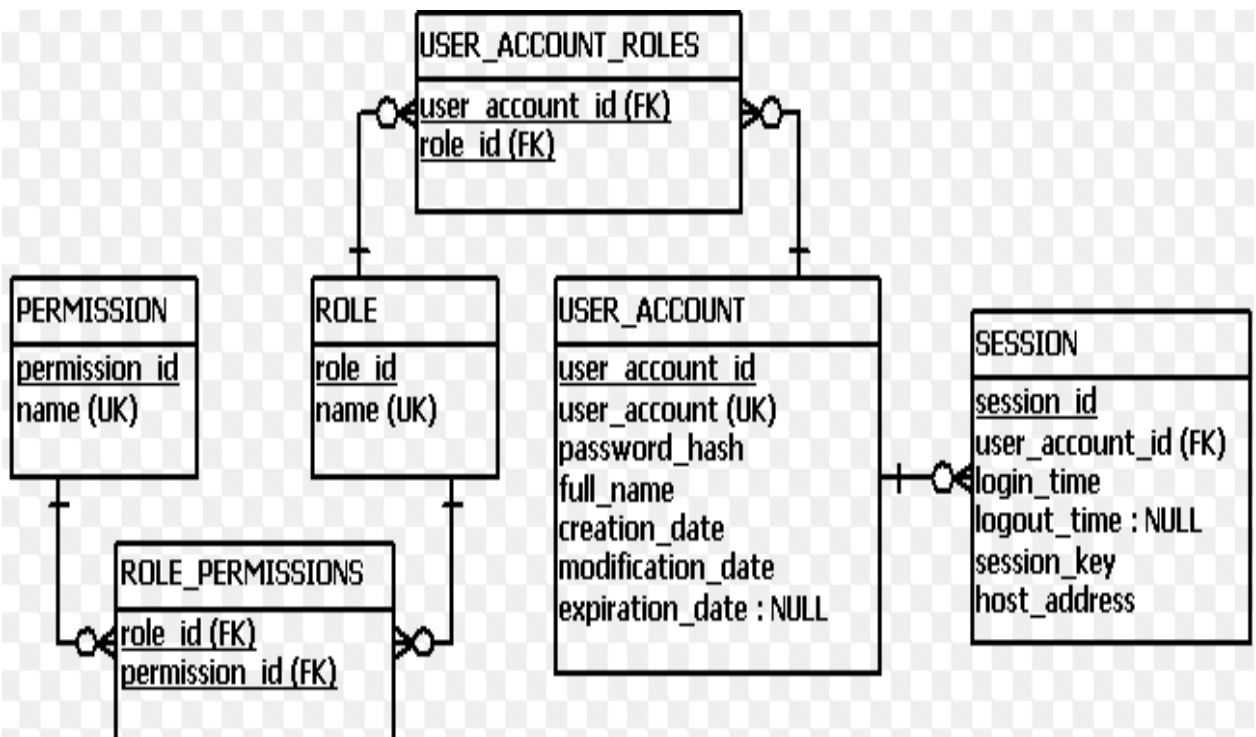 USER_ACCOUNT_ROLES
user_account_id (FK)
role_id (FK)
PERMISSION
permission_id
name (UK)
ROLE
role_id
name (UK)
USER_ACCOUNT
user_account_id
user_account (UK)
password_hash
full_name
creation_date
modification_date
expiration_date : NULL
SESSION
session_id
user_account_id (FK)
login_time
logout_time : NULL
session_key
host_address
ROLE_PERMISSIONS
role_id (FK)
permission_id (FK)